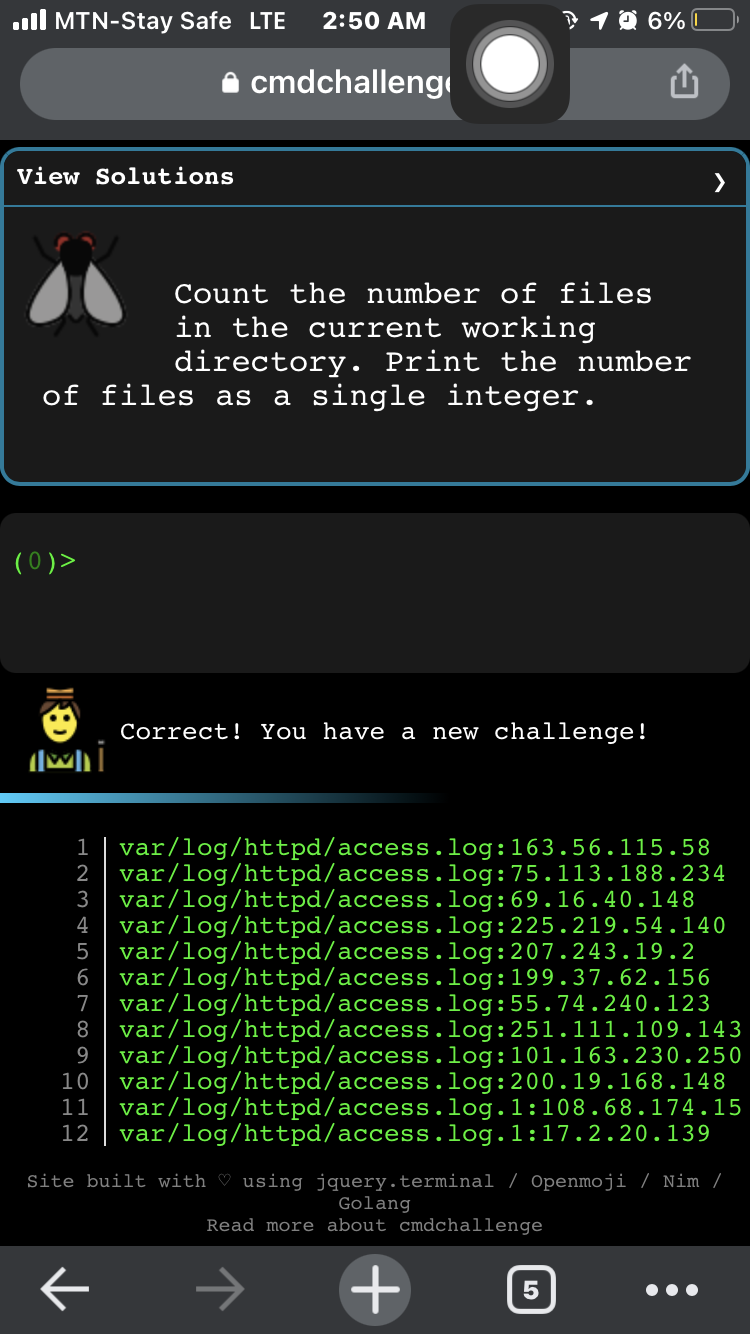 MTN-Stay Safe LTE 2:50 AM 6%
cmdchalleng
View Solutions ❯
Count the number of files
in the current working
directory. Print the number
of files as a single integer.
(0)>
Correct! You have a new challenge!
1 var/log/httpd/access.log:163.56.115.58
2 var/log/httpd/access.log:75.113.188.234
3 var/log/httpd/access.log:69.16.40.148
4 var/log/httpd/access.log:225.219.54.140
5 var/log/httpd/access.log:207.243.19.2
6 var/log/httpd/access.log:199.37.62.156
7 var/log/httpd/access.log:55.74.240.123
8 var/log/httpd/access.log:251.111.109.143
9 var/log/httpd/access.log:101.163.230.250
10 var/log/httpd/access.log:200.19.168.148
11 var/log/httpd/access.log.1:108.68.174.15
12 var/log/httpd/access.log.1:17.2.20.139
Site built with ♡ using jquery.terminal / Openmoji / Nim /
Golang
Read more about cmdchallenge
5